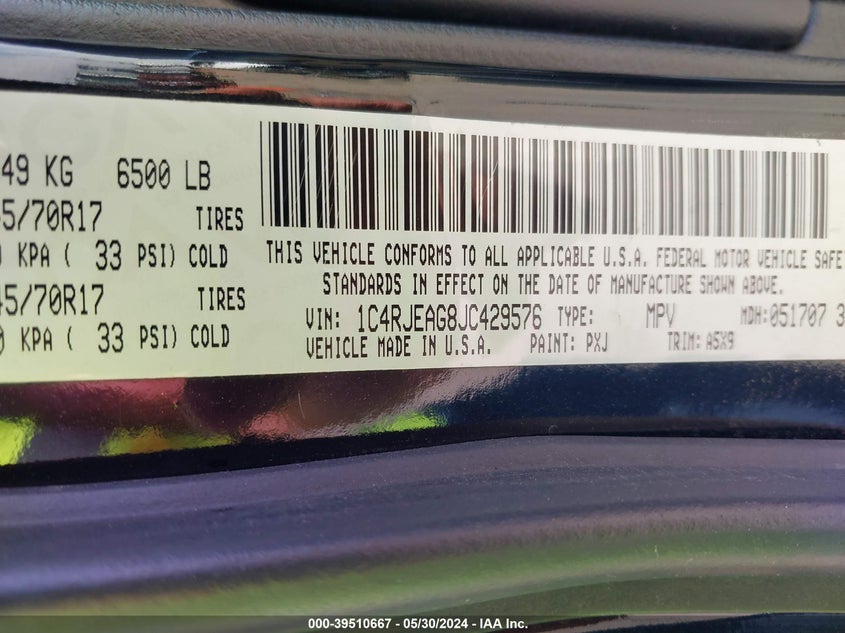 49 KG 6500 LB
5/70R17 TIRES
KPA ( 33 PSI) COLD
45/70R17 TIRES
KPA ( 33 PSI) COLD
THIS VEHICLE CONFORMS TO ALL APPLICABLE U.S.A. FEDERAL MOTOR VEHICLE SAFE
STANDARDS IN EFFECT ON THE DATE OF MANUFACTURE SHOWN ABOVE.
VIN: 1C4RJEAG8JC429576 TYPE: MPV MDH:051707 3
VEHICLE MADE IN U.S.A. PAINT: PXJ TRIM: A5X9
000-39510667 - 05/30/2024 - IAA Inc.